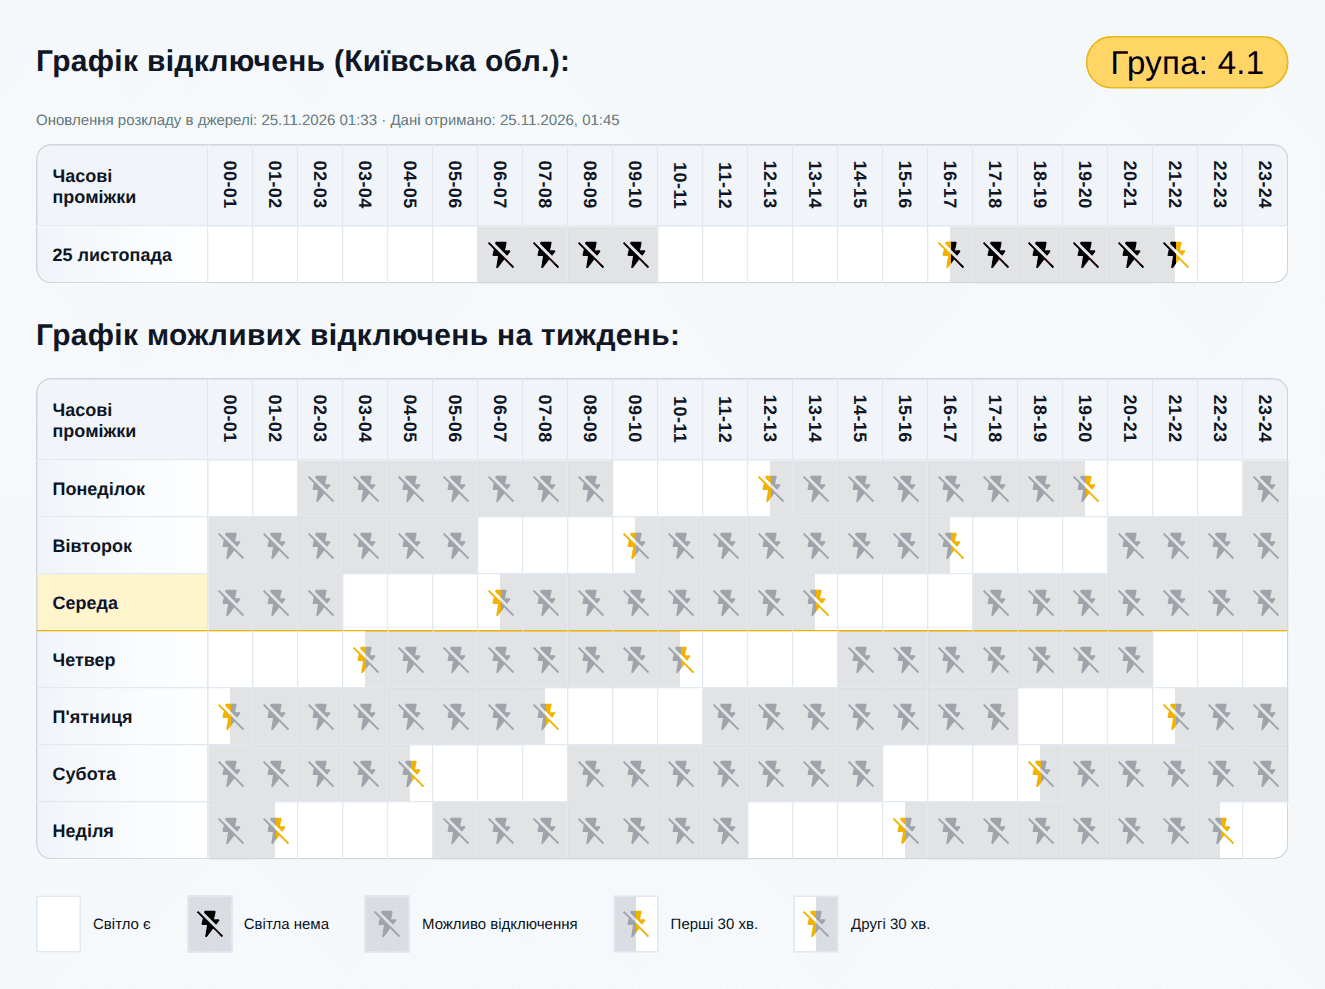 Графік відключень (Київська обл.):
Група: 4.1
Оновлення розкладу в джерелі: 25.11.2026 01:33 · Дані отримано: 25.11.2026, 01:45
Часові
проміжки
00-01 01-02 02-03 03-04 04-05 05-06 06-07 07-08 08-09 09-10 10-11 11-12 12-13 13-14 14-15 15-16 16-17 17-18 18-19 19-20 20-21 21-22 22-23 23-24
25 листопада
Графік можливих відключень на тиждень:
Часові
проміжки
00-01 01-02 02-03 03-04 04-05 05-06 06-07 07-08 08-09 09-10 10-11 11-12 12-13 13-14 14-15 15-16 16-17 17-18 18-19 19-20 20-21 21-22 22-23 23-24
Понеділок
Вівторок
Середа
Четвер
П'ятниця
Субота
Неділя
Світло є
Світла нема
Можливо відключення
Перші 30 хв.
Другі 30 хв.